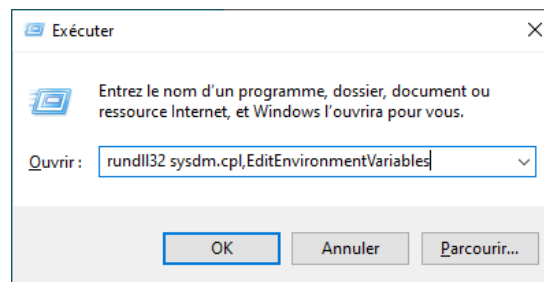 Exécuter
Entrez le nom d'un programme, dossier, document ou
ressource Internet, et Windows l'ouvrira pour vous.
Ouvrir : rundll32 sysdm.cpl,EditEnvironmentVariables
OK Annuler Parcourir...